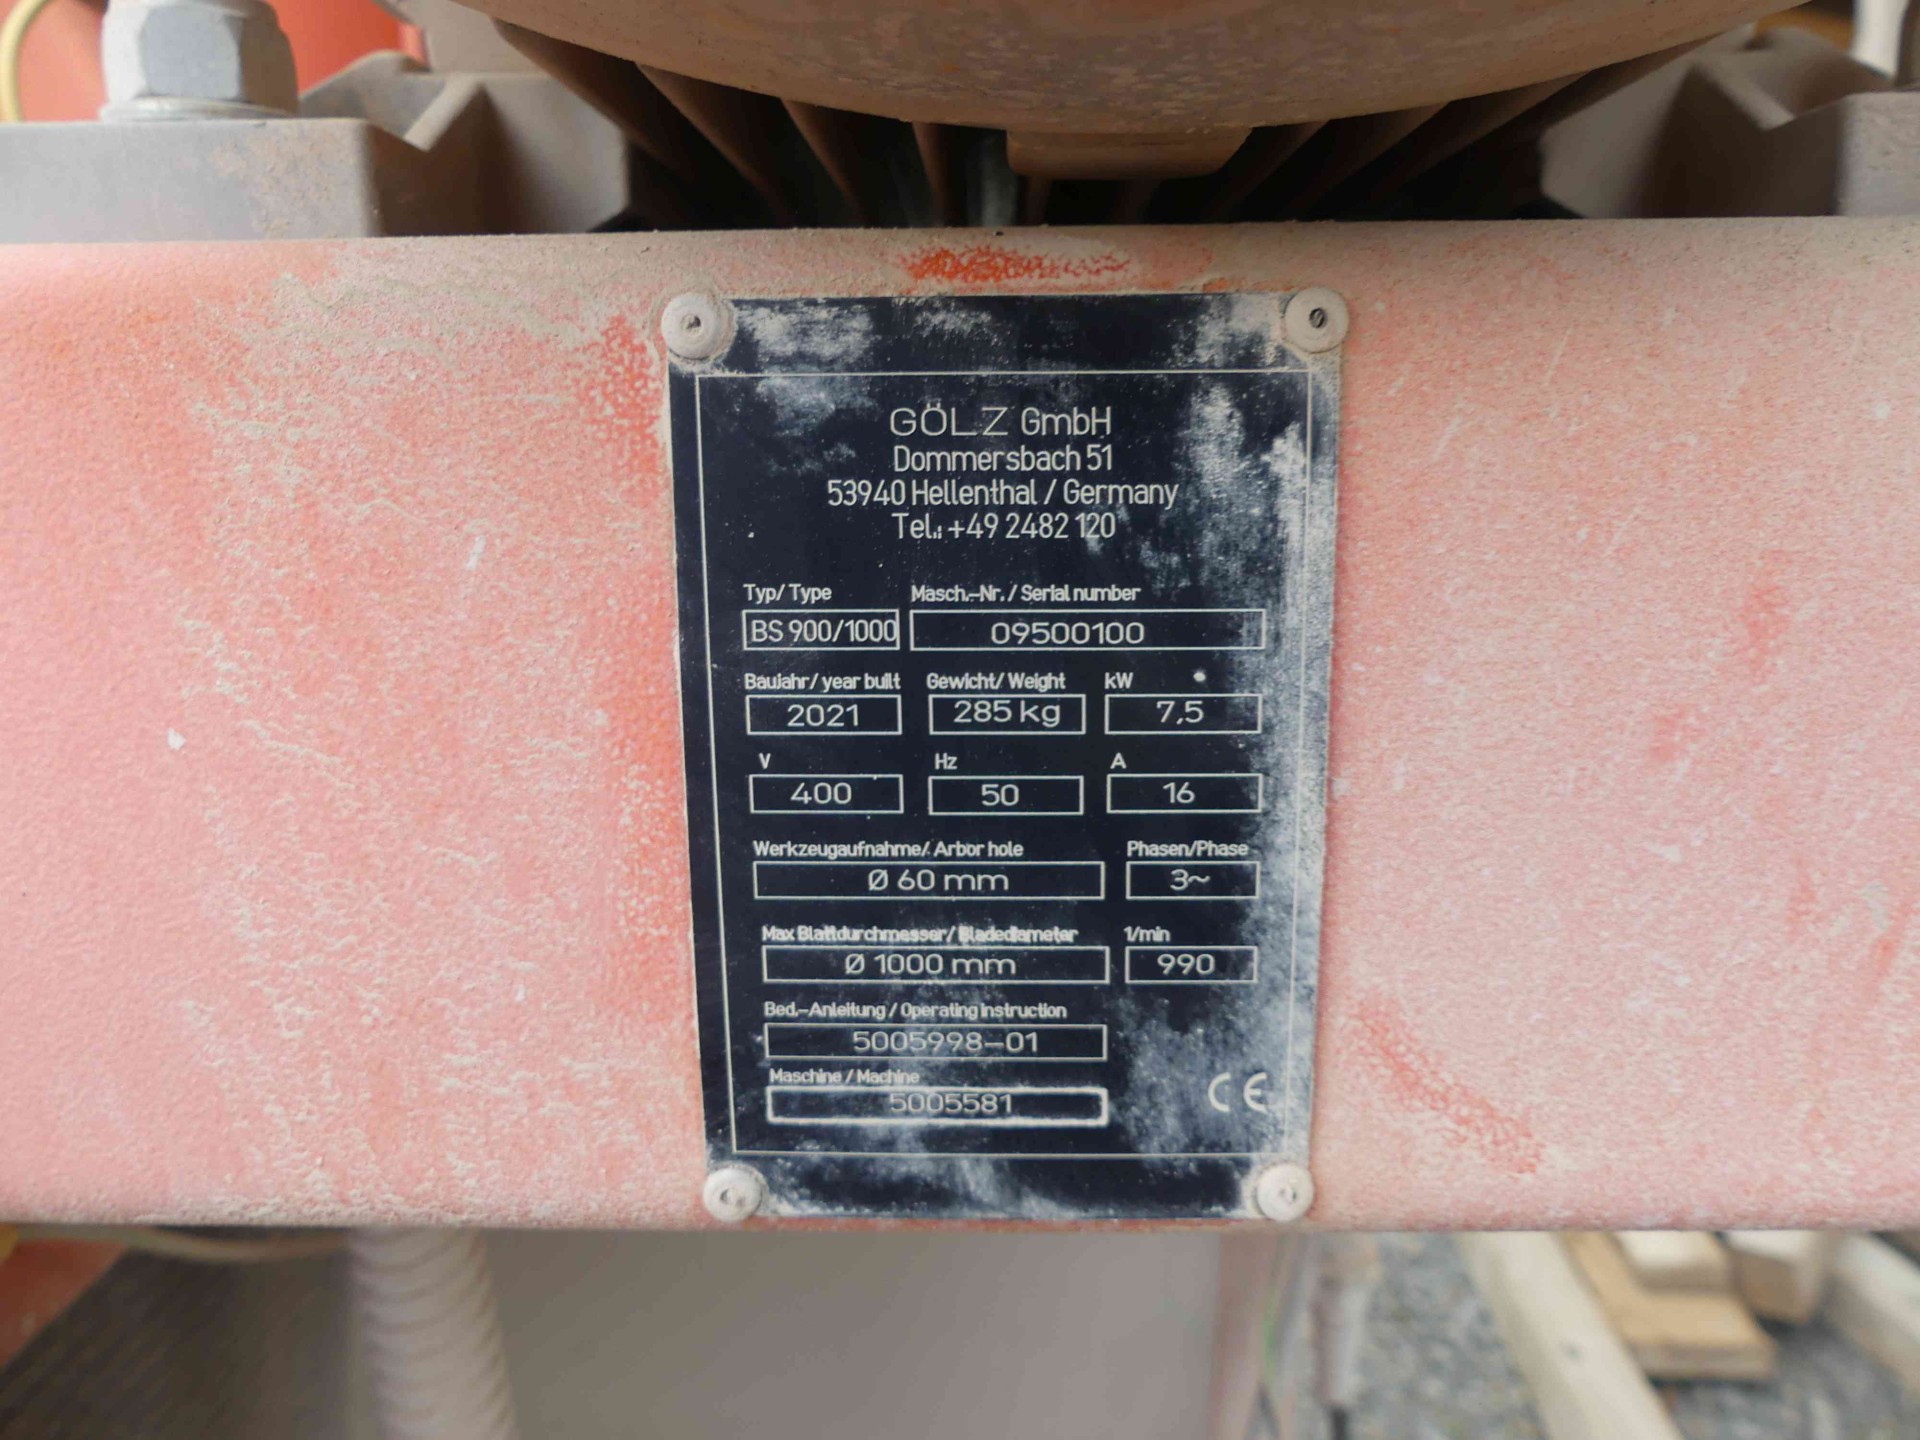 GÖLZ GmbH
Dommersbach 51
53940 Hellenthal / Germany
Tel.: +49 2482 120
Typ/ Type Masch.-Nr. / Serial number
BS 900/1000 09500100
Baujahr/ year built Gewicht/ Weight kW
2021 285 kg 7,5
V Hz A
400 50 16
Werkzeugaufnahme/ Arbor hole Phasen/Phase
Ø 60 mm 3~
Max Blattdurchmesser/ Bladediameter 1/min
Ø 1000 mm 990
Bed.-Anleitung / Operating instruction
5005998-01
Maschine / Machine
5005581
CE